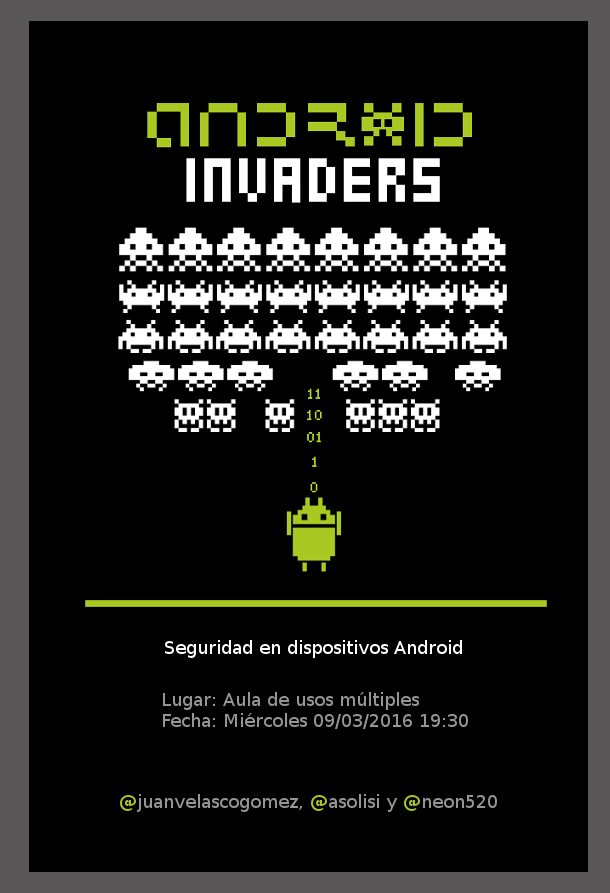 ANDROID
INVADERS
11
10
01
1
0
Seguridad en dispositivos Android
Lugar: Aula de usos múltiples
Fecha: Miércoles 09/03/2016 19:30
@juanvelascogomez, @asolisi y @neon520